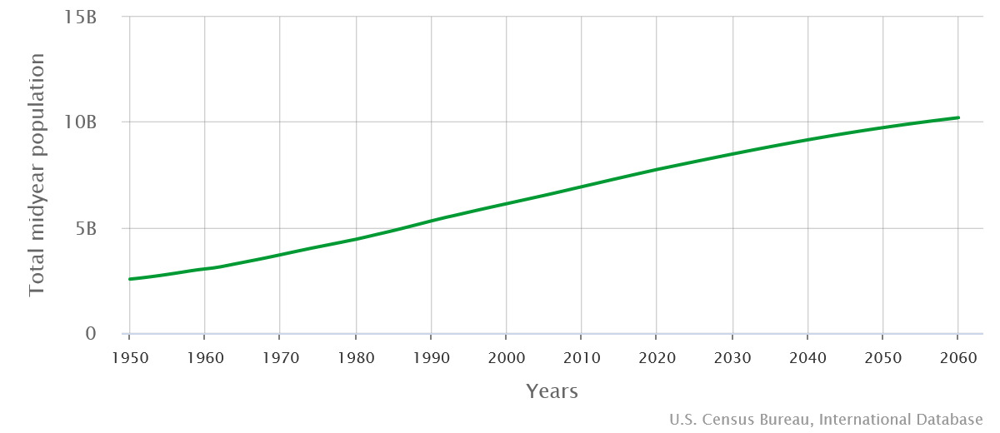 Total midyear population
15B
10B
5B
0
1950 1960 1970 1980 1990 2000 2010 2020 2030 2040 2050 2060
Years
U.S. Census Bureau, International Database